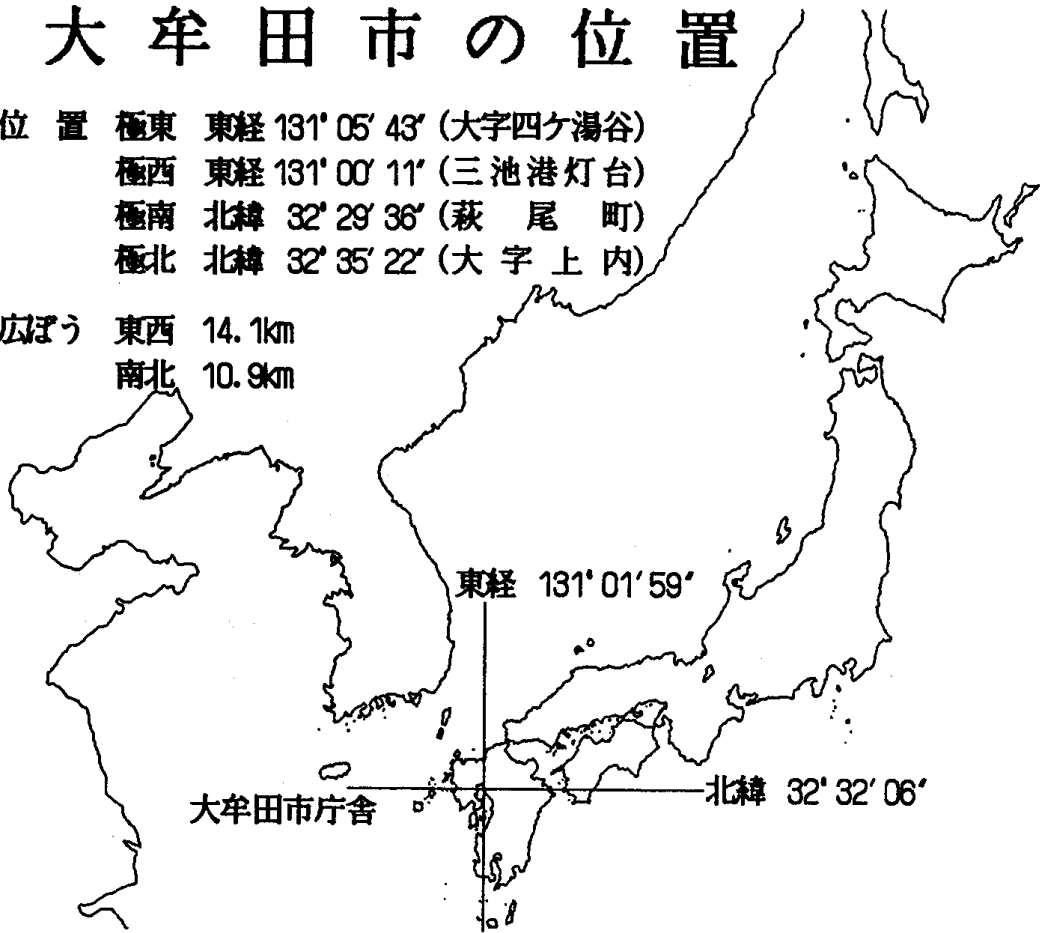 大牟田市の位置
位置 極東 東経 131° 05′ 43″ (大字四ケ湯谷)
極西 東経 131° 00′ 11″ (三池港灯台)
極南 北緯 32° 29′ 36″ (萩尾町)
極北 北緯 32° 35′ 22″ (大字上内)
広ぼう 東西 14.1km
南北 10.9km
東経 131° 01′ 59″
北緯 32° 32′ 06″
大牟田市庁舎